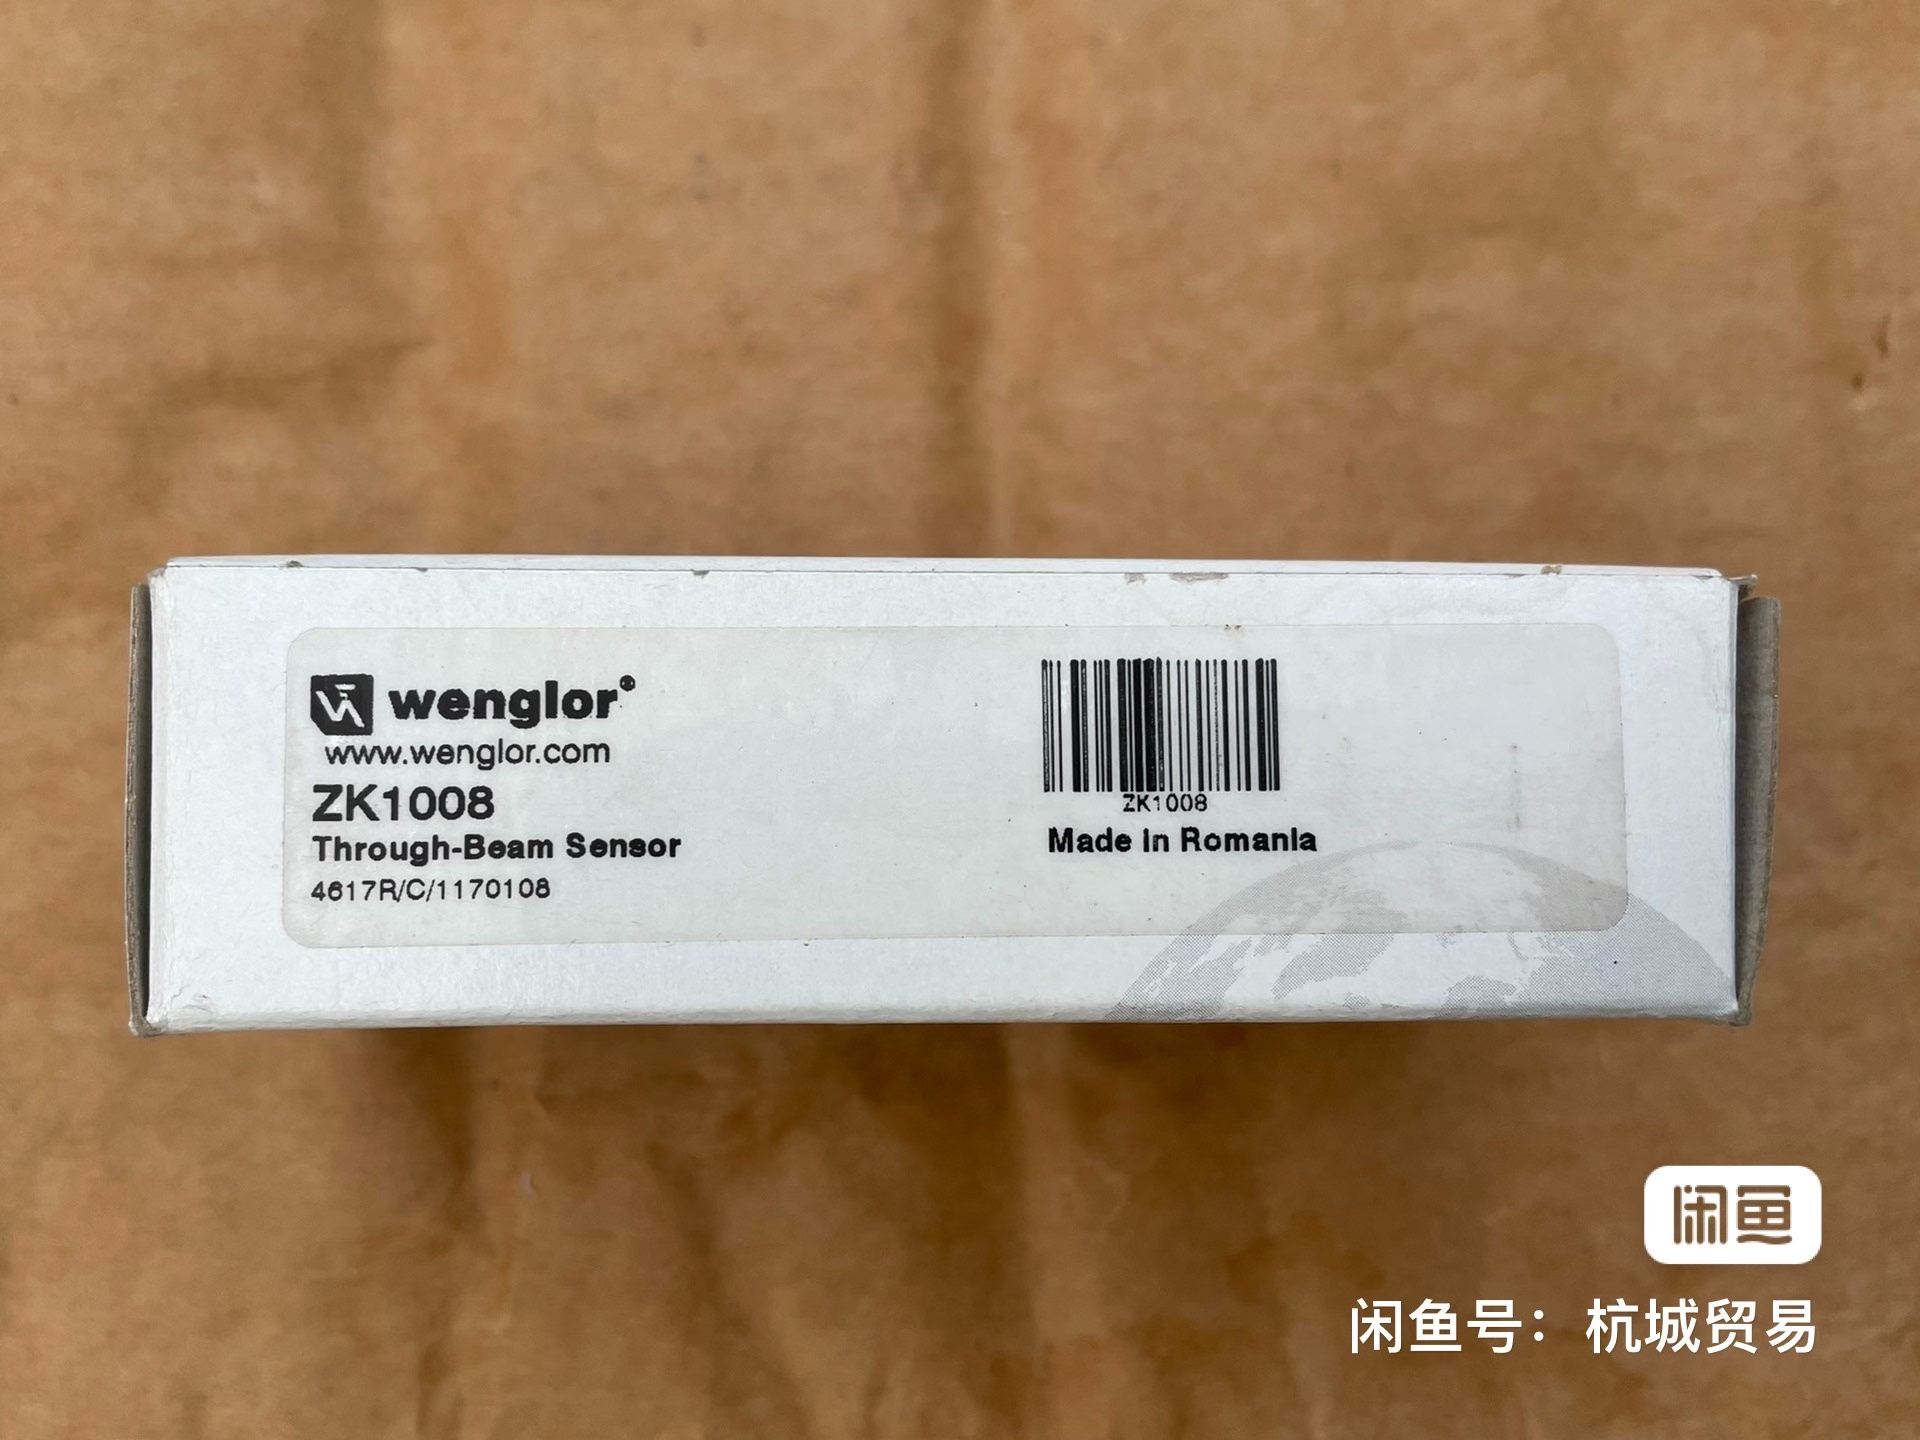 wenglor®
www.wenglor.com
ZK1008
Through-Beam Sensor
4617R/C/1170108
ZK1008
Made in Romania
闲鱼
闲鱼号：杭城贸易